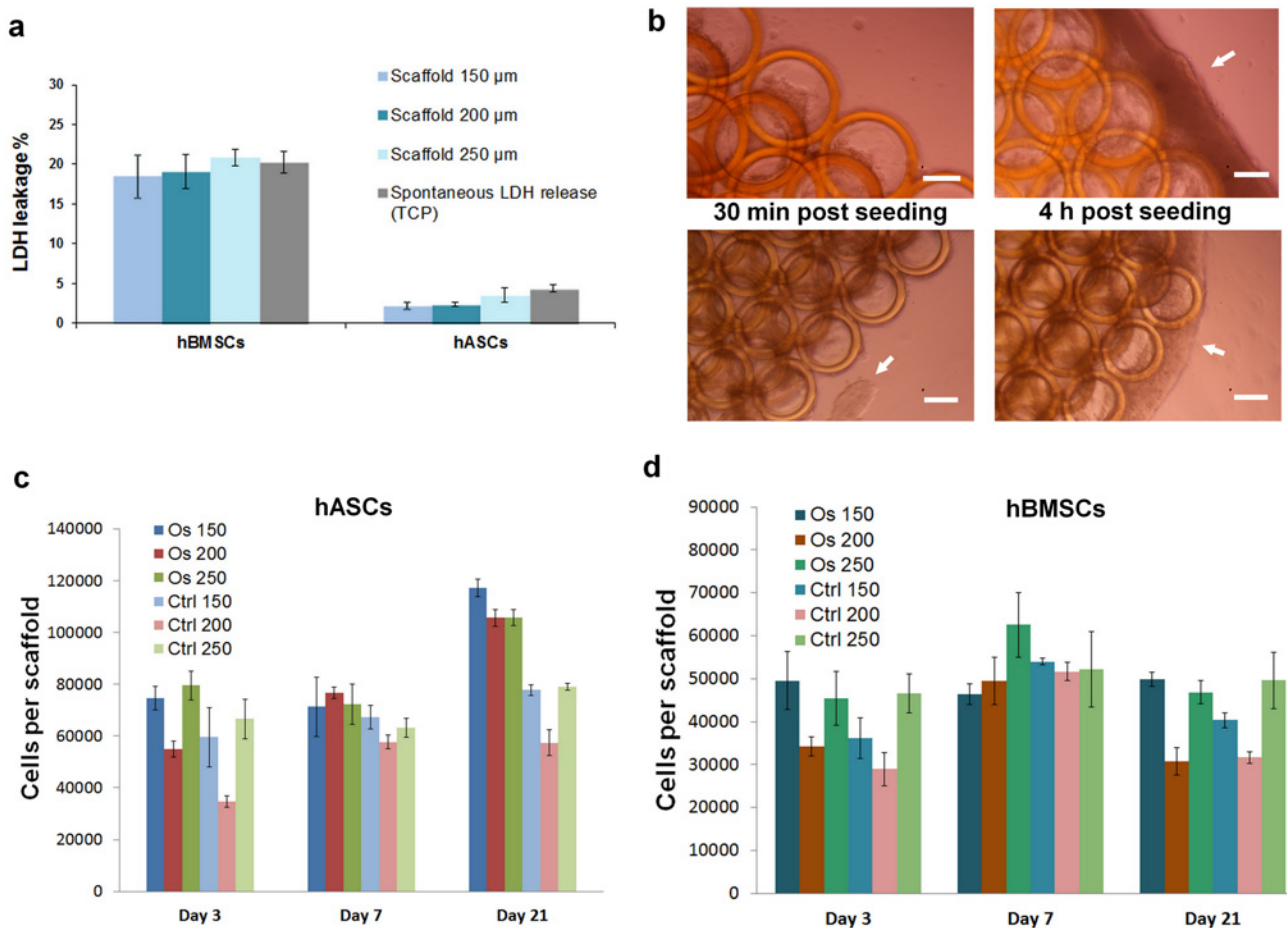 a
LDH leakage %
30
25
20
15
10
5
0
hBMSCs
hASCs
Scaffold 150 µm
Scaffold 200 µm
Scaffold 250 µm
Spontaneous LDH release
(TCP)
b
30 min post seeding
4 h post seeding
c
hASCs
Cells per scaffold
140000
120000
100000
80000
60000
40000
20000
0
Os 150
Os 200
Os 250
Ctrl 150
Ctrl 200
Ctrl 250
Day 3
Day 7
Day 21
d
hBMSCs
Cells per scaffold
90000
80000
70000
60000
50000
40000
30000
20000
10000
0
Os 150
Os 200
Os 250
Ctrl 150
Ctrl 200
Ctrl 250
Day 3
Day 7
Day 21